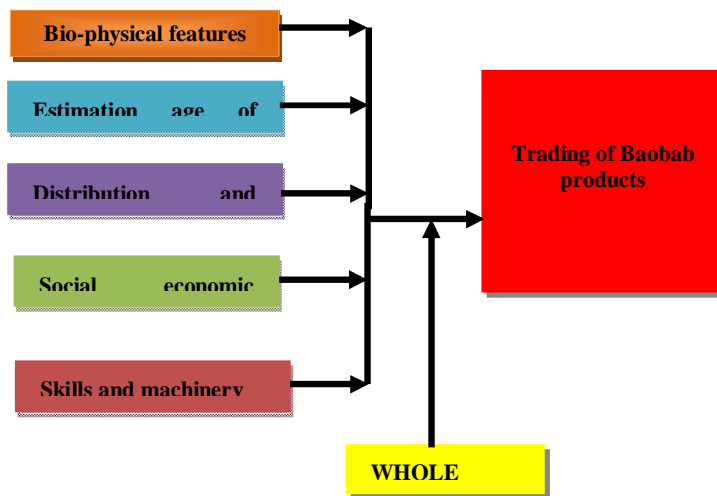 Bio-physical features
Estimation age of
Distribution and
Social economic
Skills and machinery
Trading of Baobab
products
WHOLE